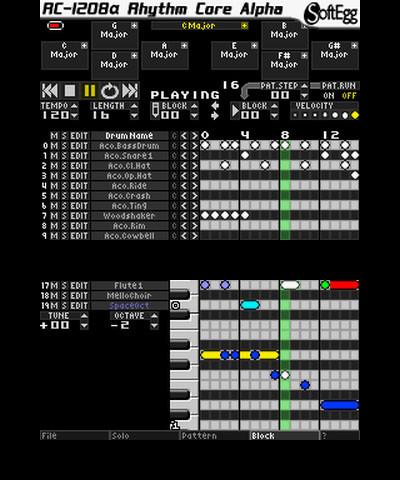 AC-1208α Rhythm Core Alpha
SoftEgg
G Major
C Major
B Major
C Major
D Major
A Major
E Major
F# Major
G# Major
PLAYING
16
PAT.STEP
00
PAT.RUN
ON OFF
TEMPO
120
LENGTH
16
BLOCK
00
BLOCK
00
VELOCITY
M S EDIT Drum Name C 0 4 8 12
0 M S EDIT Aco.BassDrum C
1 M S EDIT Aco.Snare1 C
2 M S EDIT Aco.Cl.Hat C
3 M S EDIT Aco.Op.Hat C
4 M S EDIT Aco.Ride C
5 M S EDIT Aco.Crash C
6 M S EDIT Aco.Ting C
7 M S EDIT Woodshaker C
8 M S EDIT Aco.Rim C
9 M S EDIT Aco.Cowbell C
17 M S EDIT Flute1
18 M S EDIT MelloChoir
19 M S EDIT SpaceOct
TUNE
+00
OCTAVE
-2
File Solo Pattern Block ?